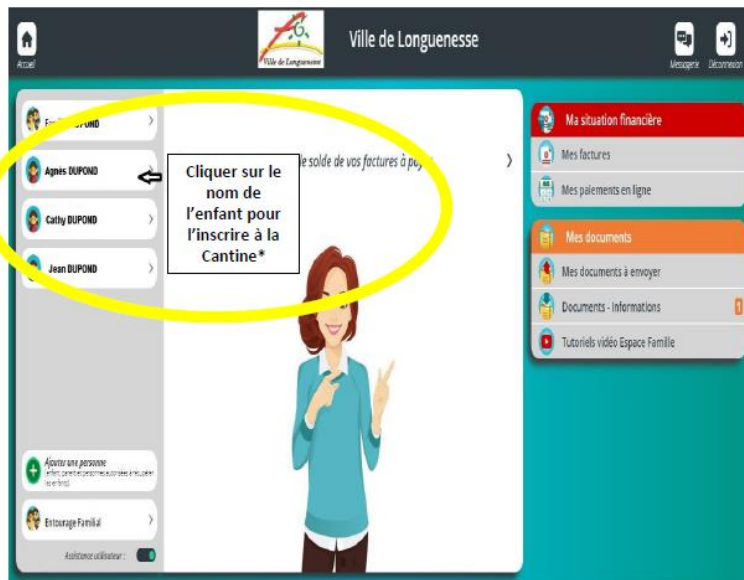 Accueil
Ville de Longuenesse
Ville de Longuenesse
Messagerie
Déconnexion
DUPOND
Agnès DUPOND
Cathy DUPOND
Jean DUPOND
Cliquer sur le
nom de
l'enfant pour
l'inscrire à la
Cantine*
le solde de vos factures à payer
Ajouter une personne
Entourage Familial
Assistance utilisateur :
Ma situation financière
Mes factures
Mes paiements en ligne
Mes documents
Mes documents à envoyer
Documents - Informations
1
Tutoriels vidéo Espace Famille